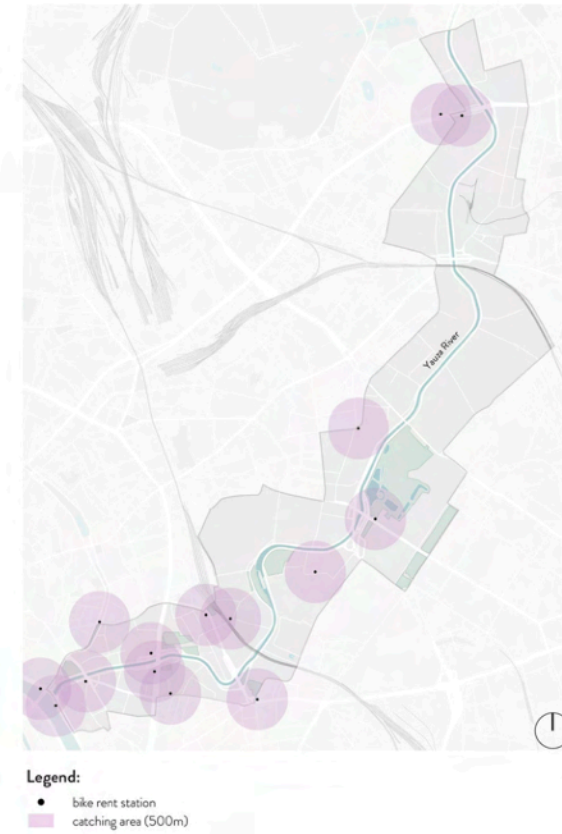 Yauza River
Legend:
bike rent station
catching area (500m)